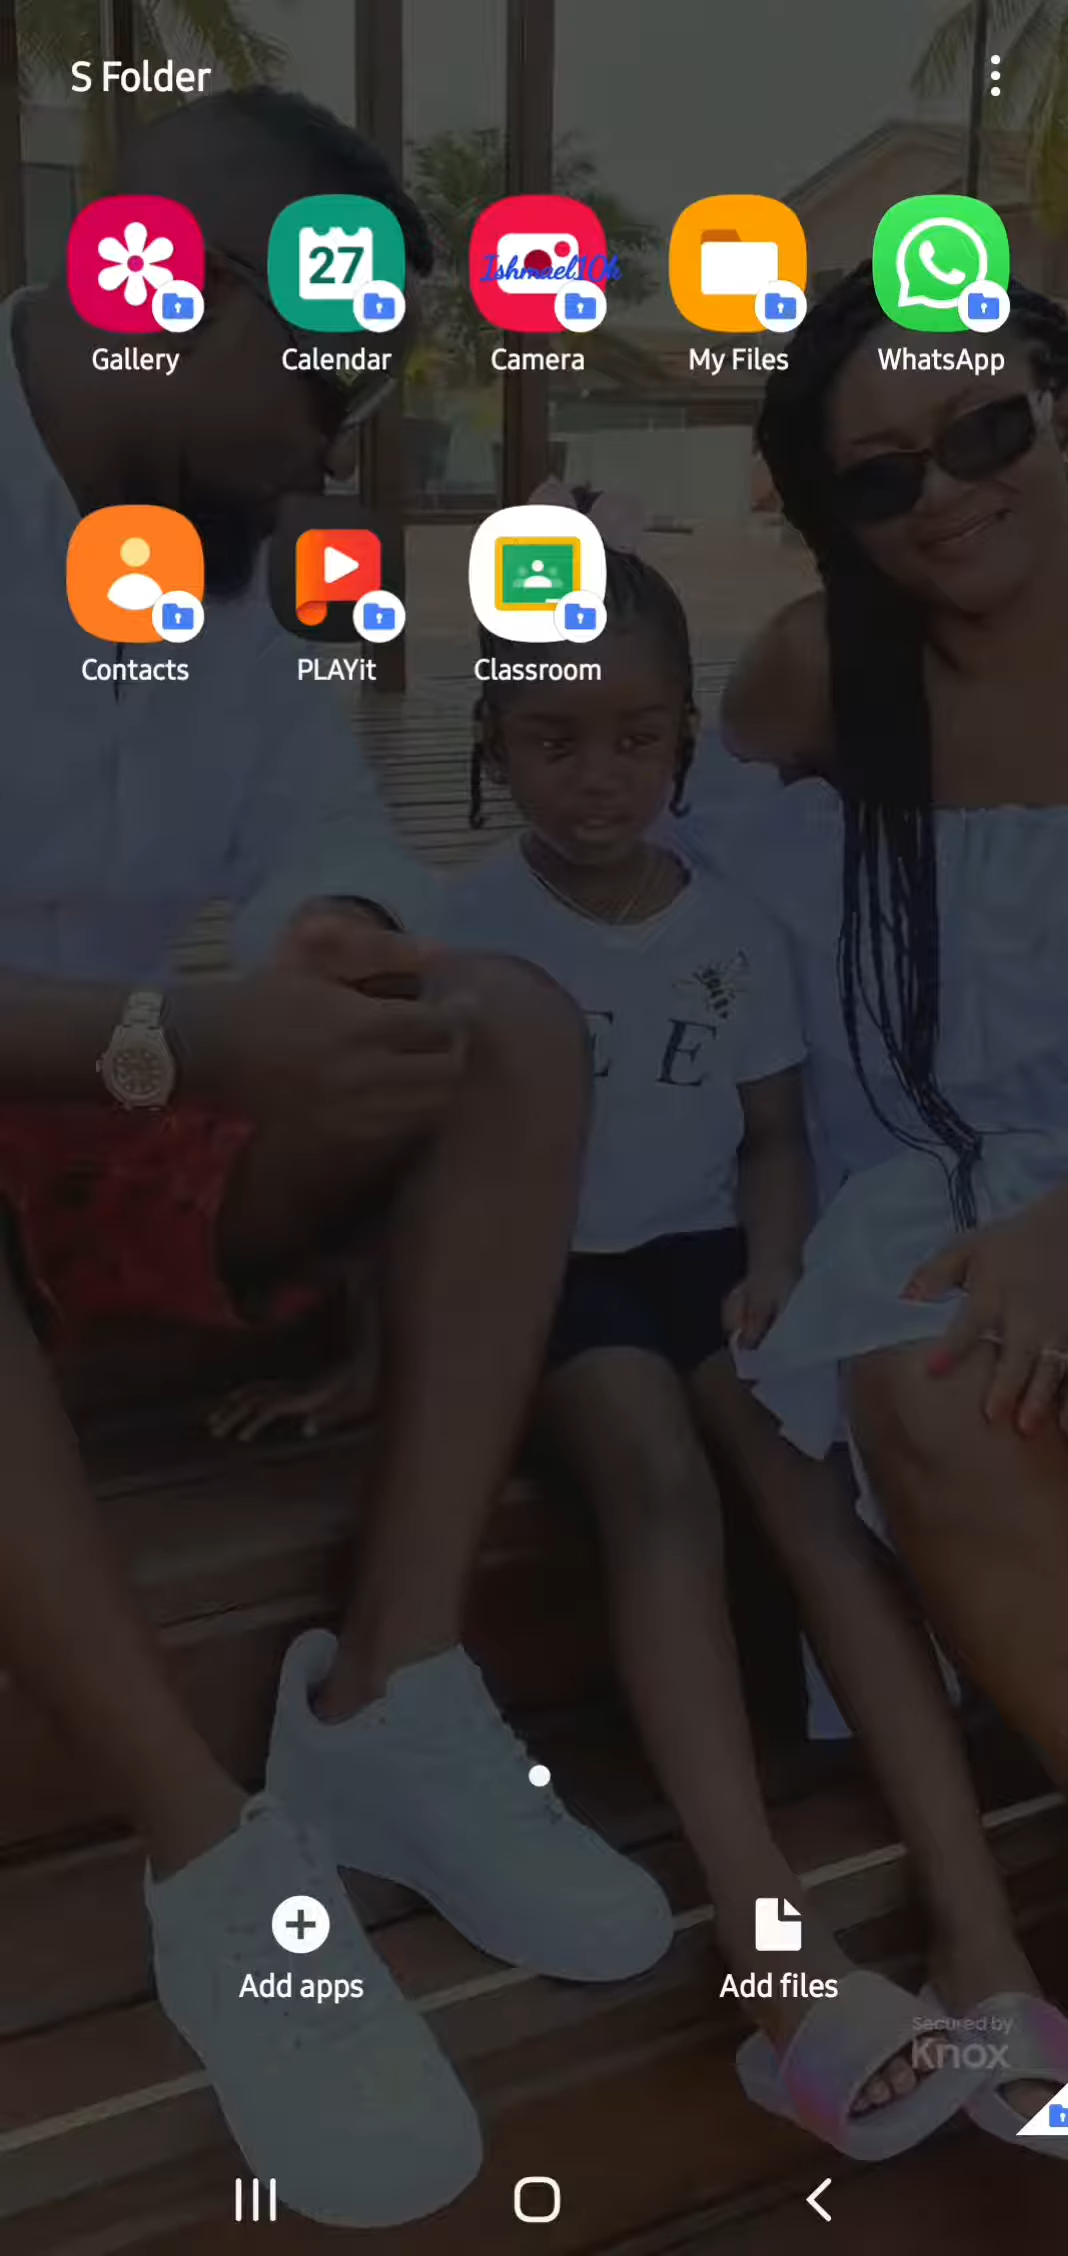 S Folder
27
Ishmael10k
Gallery
Calendar
Camera
My Files
WhatsApp
Contacts
PLAYit
Classroom
E E
Add apps
Add files
Secured by
Knox